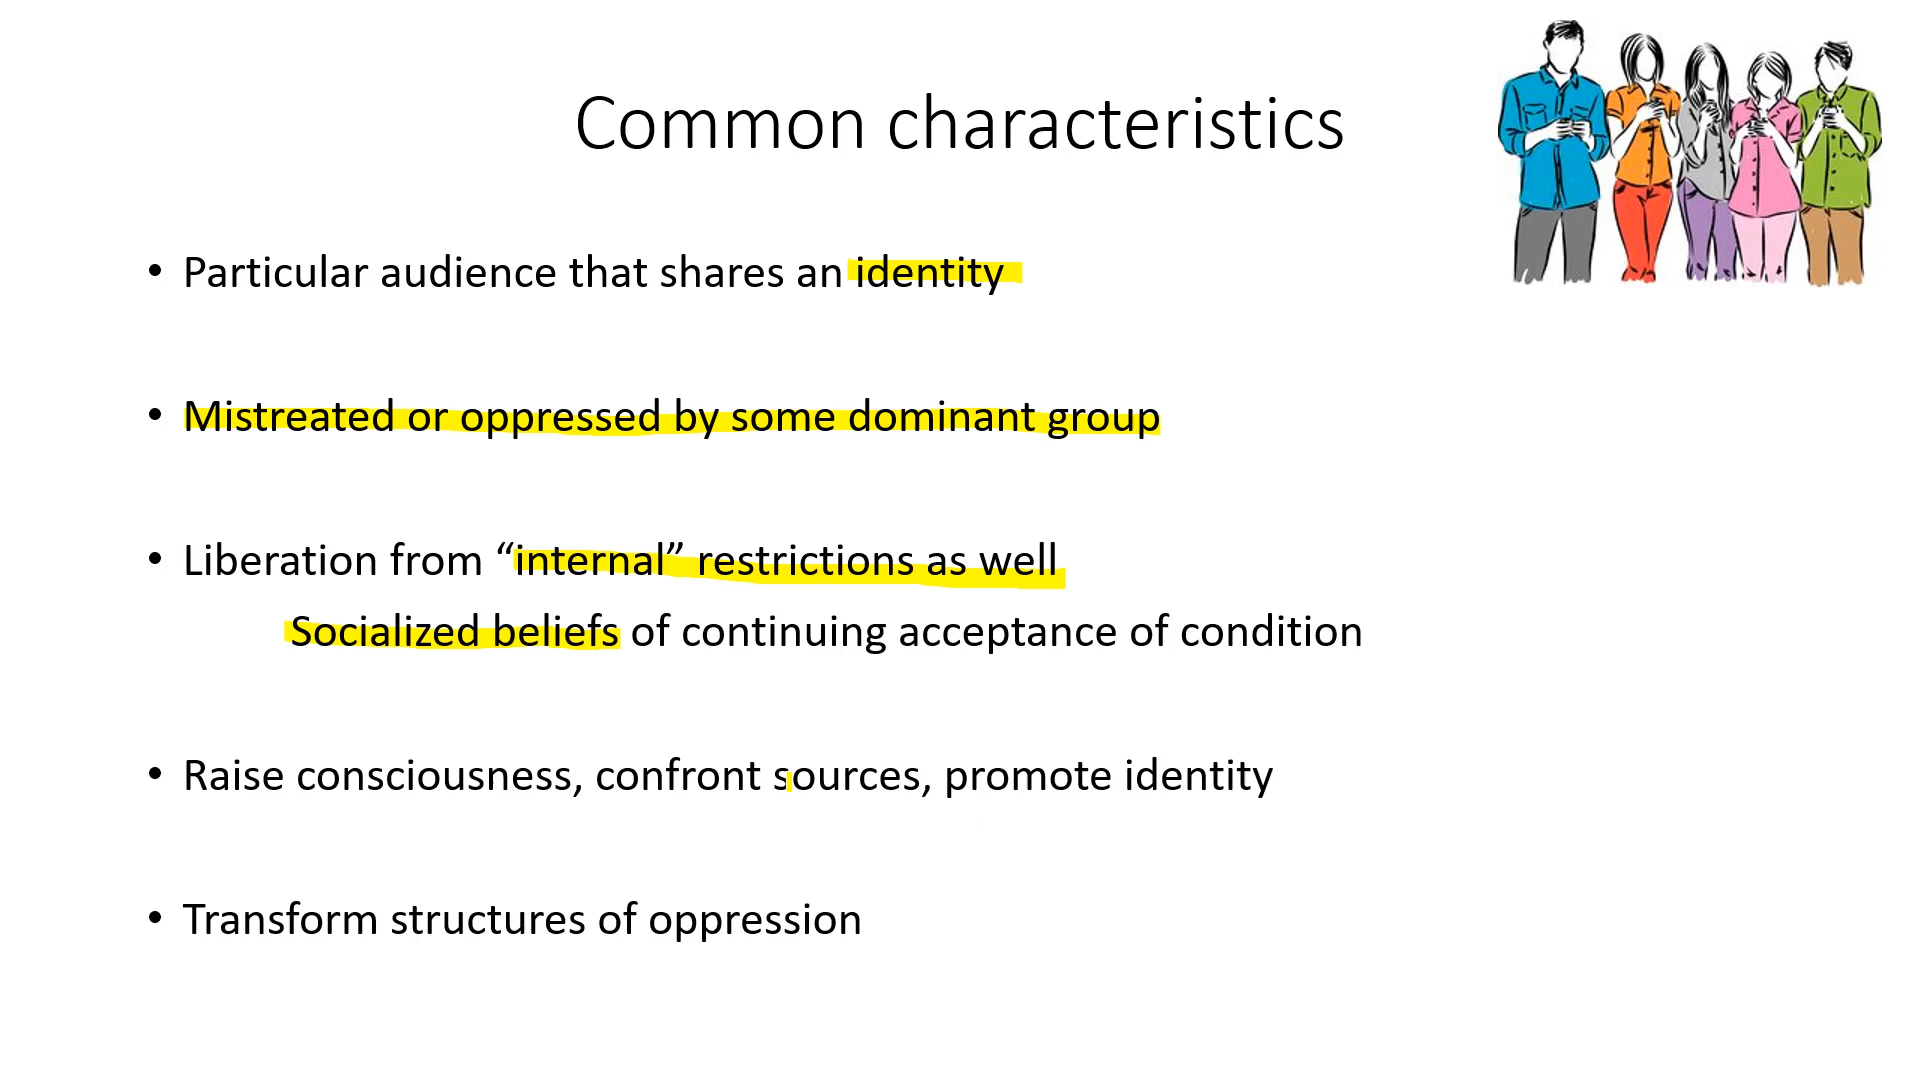 Common characteristics
• Particular audience that shares an identity
• Mistreated or oppressed by some dominant group
• Liberation from “internal” restrictions as well
Socialized beliefs of continuing acceptance of condition
• Raise consciousness, confront sources, promote identity
• Transform structures of oppression